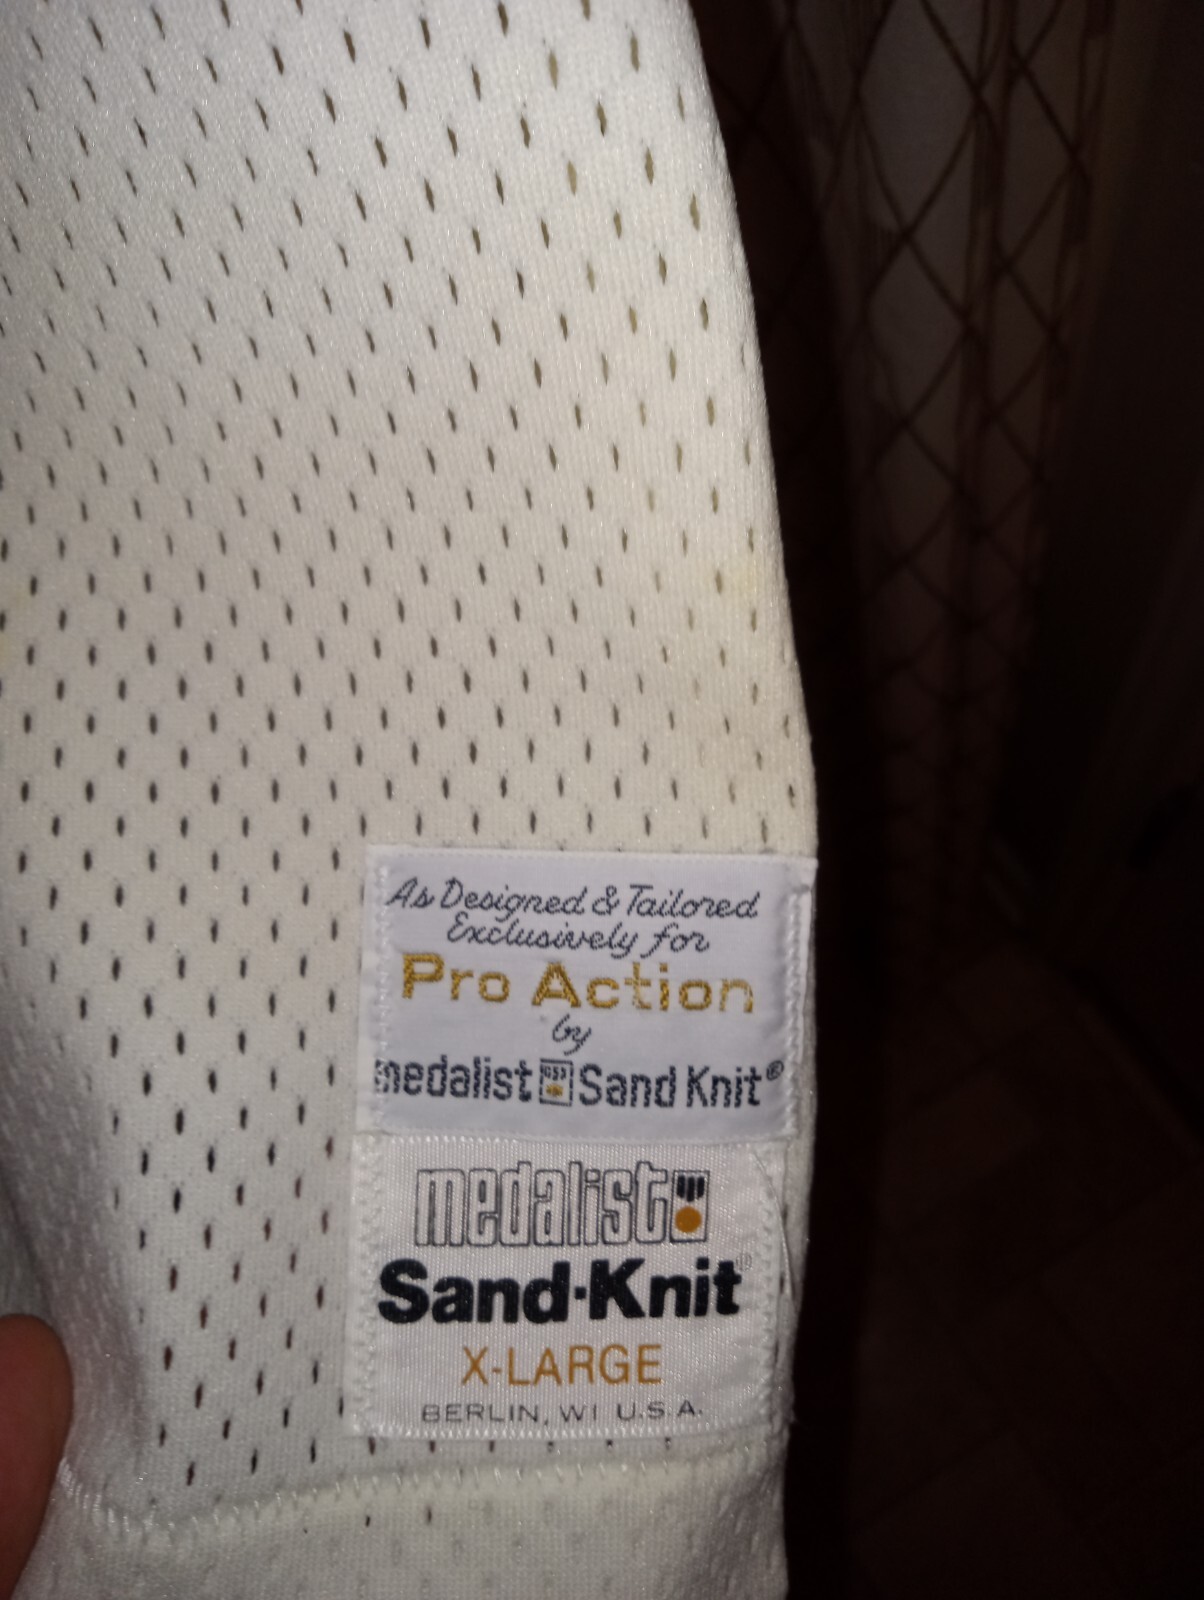 As Designed & Tailored
Exclusively for
Pro Action
by
medalist Sand Knit®
medalist
Sand-Knit®
X-LARGE
BERLIN, WI U.S.A.